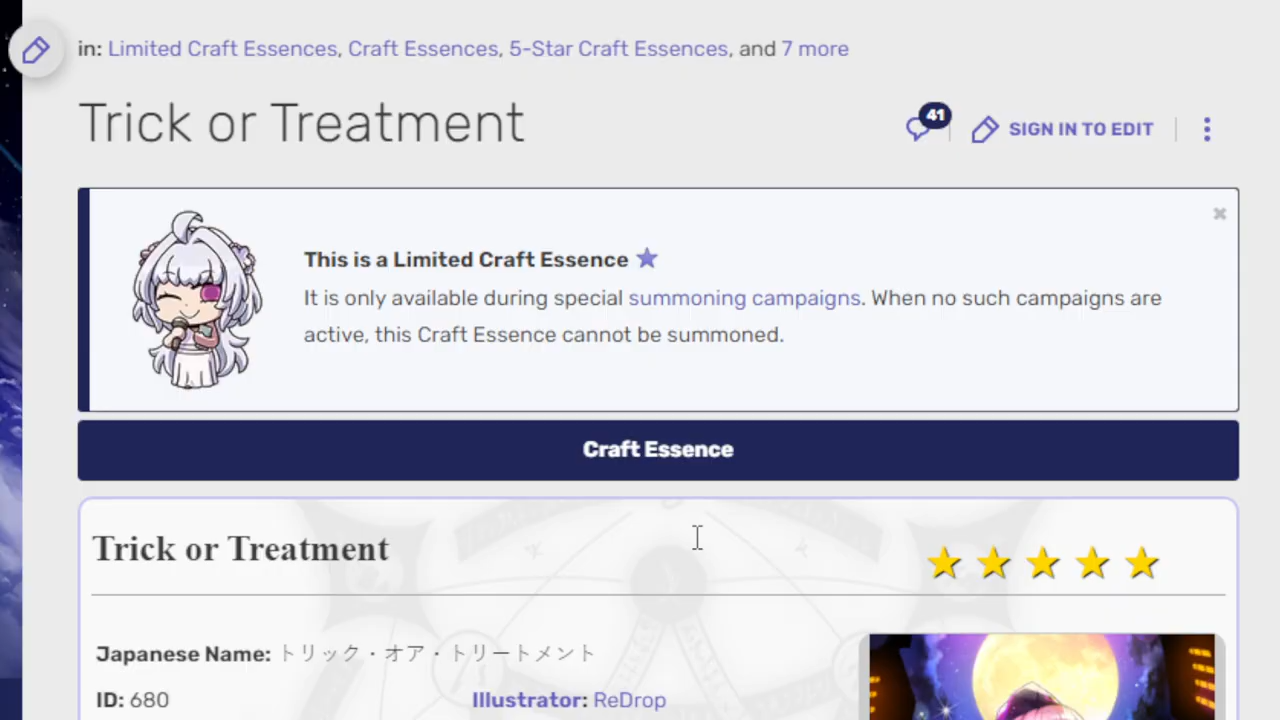 in: Limited Craft Essences, Craft Essences, 5-Star Craft Essences, and 7 more
Trick or Treatment
41
SIGN IN TO EDIT
This is a Limited Craft Essence
It is only available during special summoning campaigns. When no such campaigns are
active, this Craft Essence cannot be summoned.
Craft Essence
Trick or Treatment
Japanese Name: トリック・オア・トリートメント
ID: 680
Illustrator: ReDrop